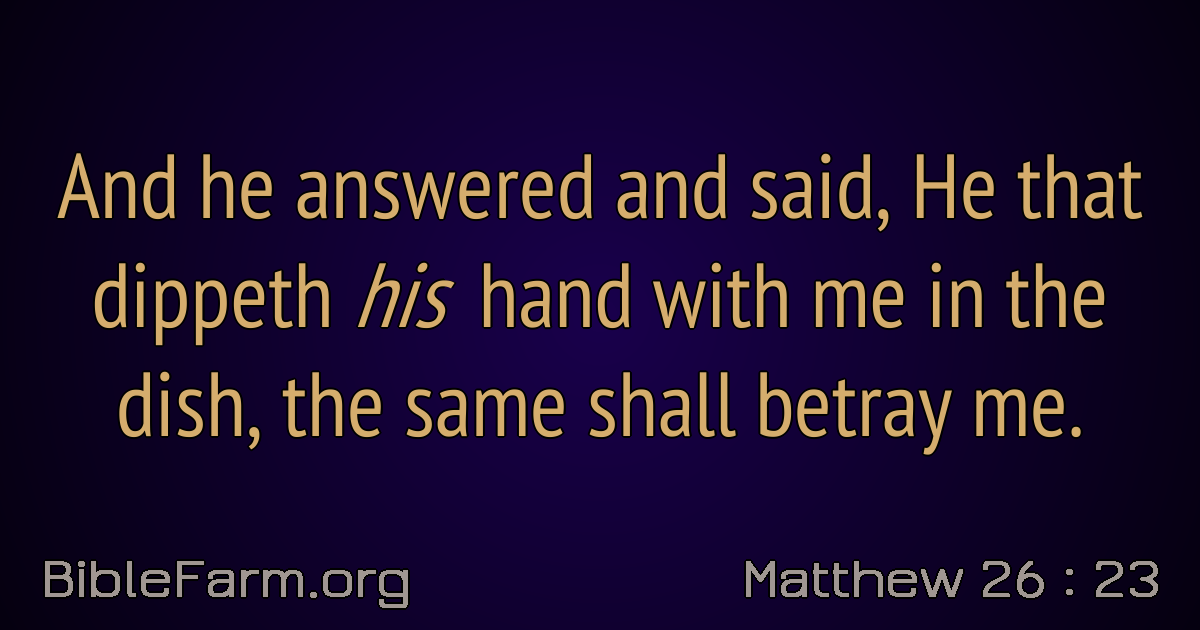 And he answered and said, He that
dippeth his hand with me in the
dish, the same shall betray me.
BibleFarm.org
Matthew 26 : 23